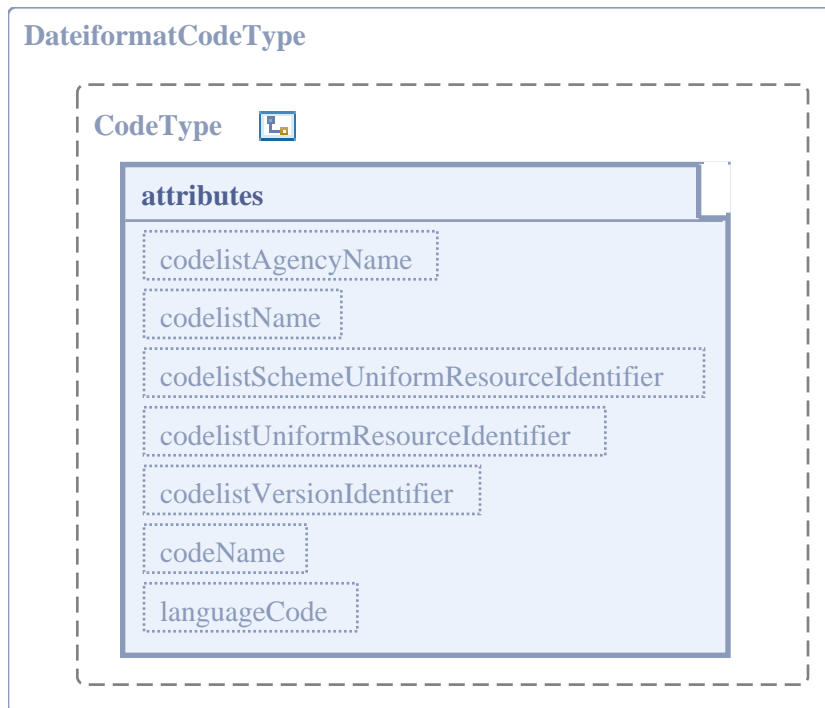 DateiformatCodeType
CodeType
attributes
codelistAgencyName
codelistName
codelistSchemeUniformResourceIdentifier
codelistUniformResourceIdentifier
codelistVersionIdentifier
codeName
languageCode